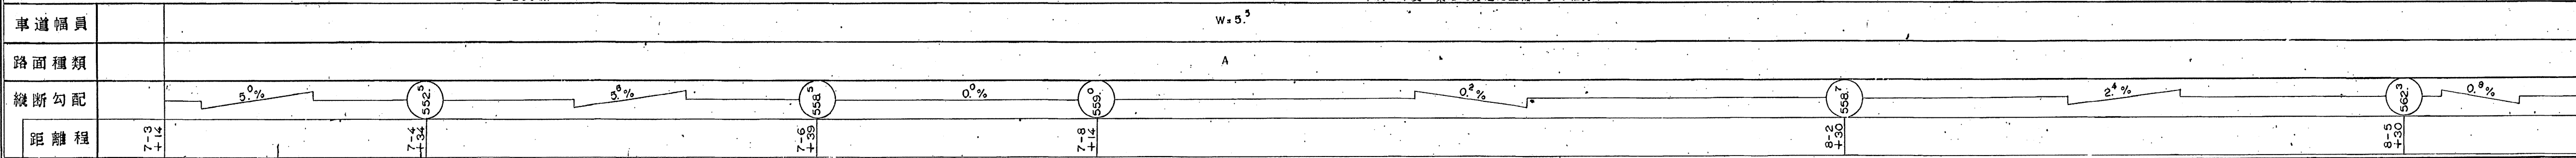 車道幅員 W=5.5
路面種類 A
縦断勾配 5.0% 552.5 5.6% 558.5 0.0% 559.0 0.2% 558.7 2.4% 562.3 0.8%
距離程 7-3+14 7-4+34 7-6+39 7-8+14 8-2+30 8-5+30